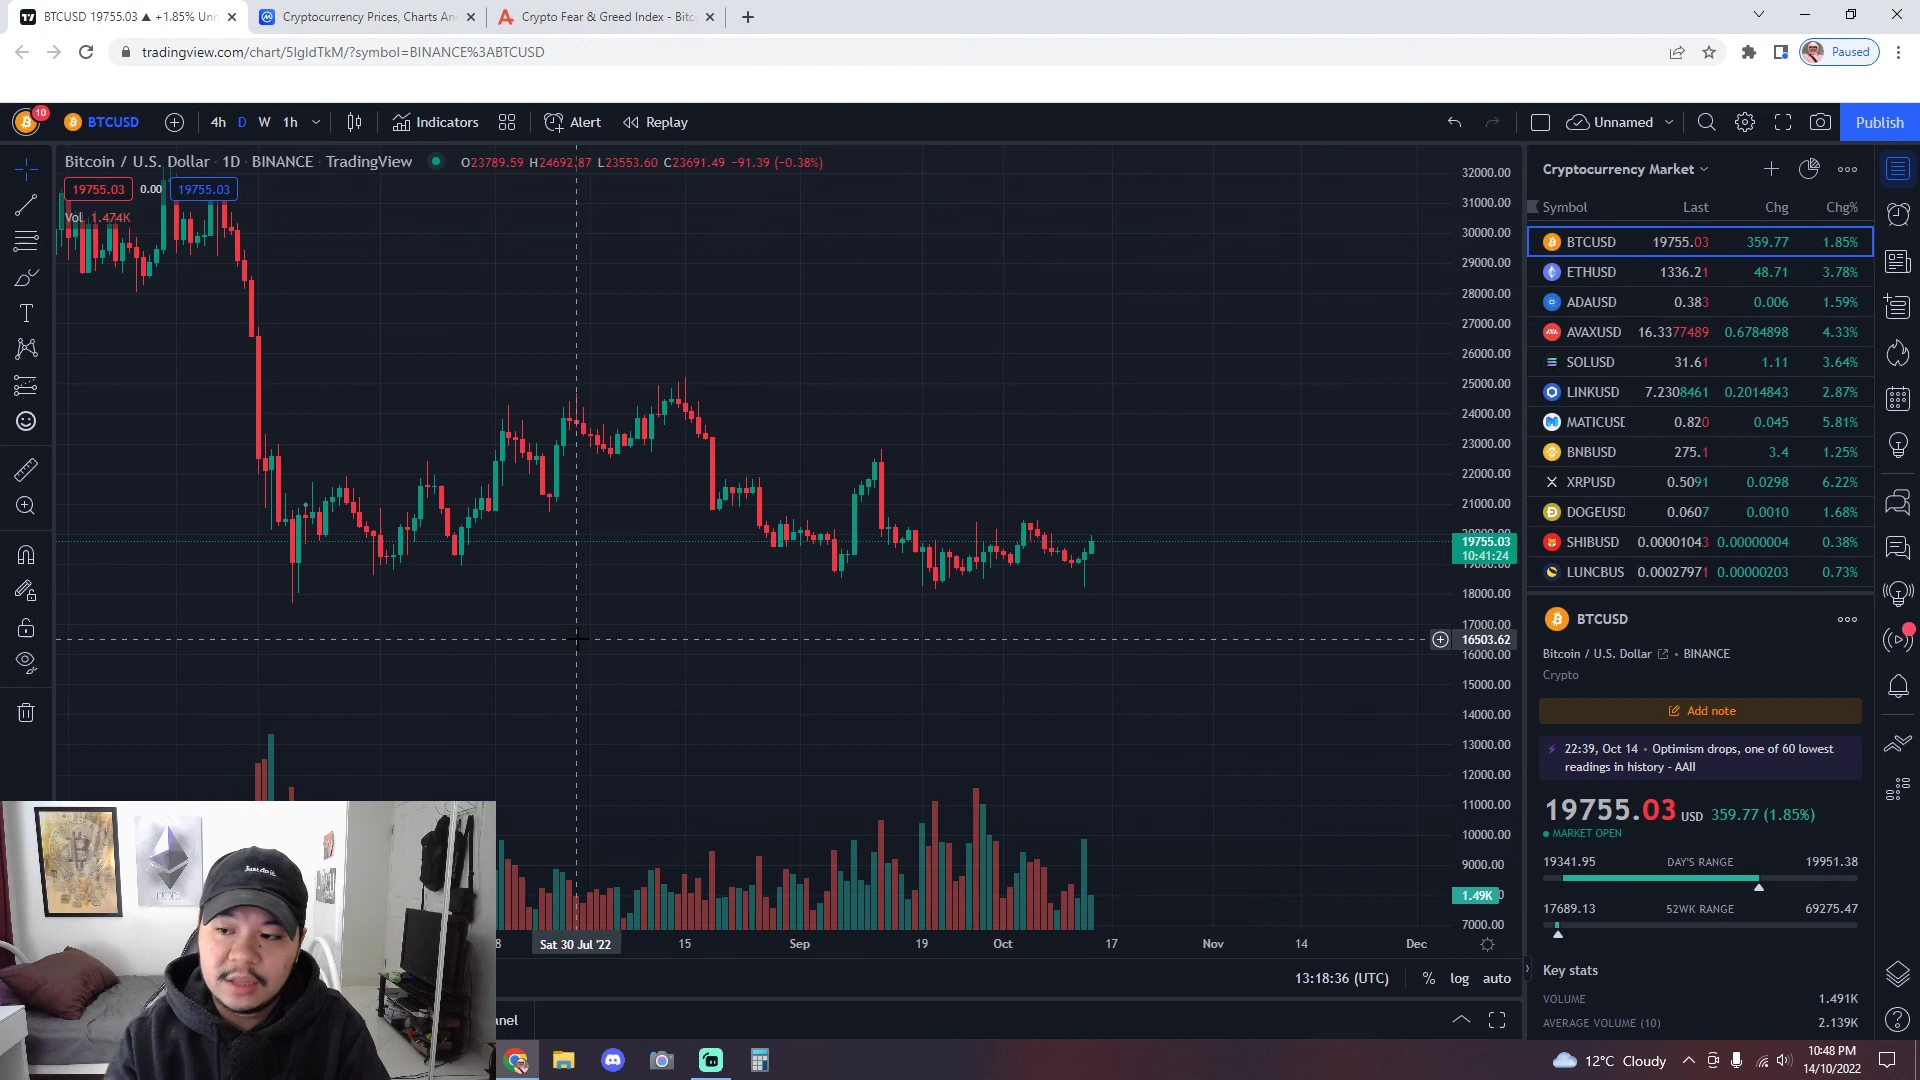 BTCUSD 19755.03 ▲ +1.85% Unn
Cryptocurrency Prices, Charts An
Crypto Fear & Greed Index - Bitc
tradingview.com/chart/5IgIdTkM/?symbol=BINANCE%3ABTCUSD
Paused
10
BTCUSD
4h D W 1h
Indicators
Alert
Replay
Unnamed
Publish
Bitcoin / U.S. Dollar · 1D · BINANCE · TradingView
O23789.59 H24692.87 L23553.60 C23691.49 −91.39 (−0.38%)
19755.03 0.00 19755.03
Vol 1.474K
32000.00
31000.00
30000.00
29000.00
28000.00
27000.00
26000.00
25000.00
24000.00
23000.00
22000.00
21000.00
20000.00
19755.03
10:41:24
19000.00
18000.00
17000.00
16503.62
16000.00
15000.00
14000.00
13000.00
12000.00
11000.00
10000.00
9000.00
1.49K
7000.00
8 Sat 30 Jul '22 15 Sep 19 Oct 17 Nov 14 Dec
13:18:36 (UTC) % log auto
nel
Cryptocurrency Market
Symbol Last Chg Chg%
BTCUSD 19755.03 359.77 1.85%
ETHUSD 1336.21 48.71 3.78%
ADAUSD 0.383 0.006 1.59%
AVAXUSD 16.3377489 0.6784898 4.33%
SOLUSD 31.61 1.11 3.64%
LINKUSD 7.2308461 0.2014843 2.87%
MATICUSD 0.820 0.045 5.81%
BNBUSD 275.1 3.4 1.25%
XRPUSD 0.5091 0.0298 6.22%
DOGEUSD 0.0607 0.0010 1.68%
SHIBUSD 0.00001043 0.00000004 0.38%
LUNCBUS 0.00027971 0.00000203 0.73%
BTCUSD
Bitcoin / U.S. Dollar • BINANCE
Crypto
Add note
22:39, Oct 14 • Optimism drops, one of 60 lowest
readings in history - AAII
19755.03 USD 359.77 (1.85%)
MARKET OPEN
19341.95 DAY'S RANGE 19951.38
17689.13 52WK RANGE 69275.47
Key stats
VOLUME 1.491K
AVERAGE VOLUME (10) 2.139K
Just do it.
12°C Cloudy
10:48 PM
14/10/2022